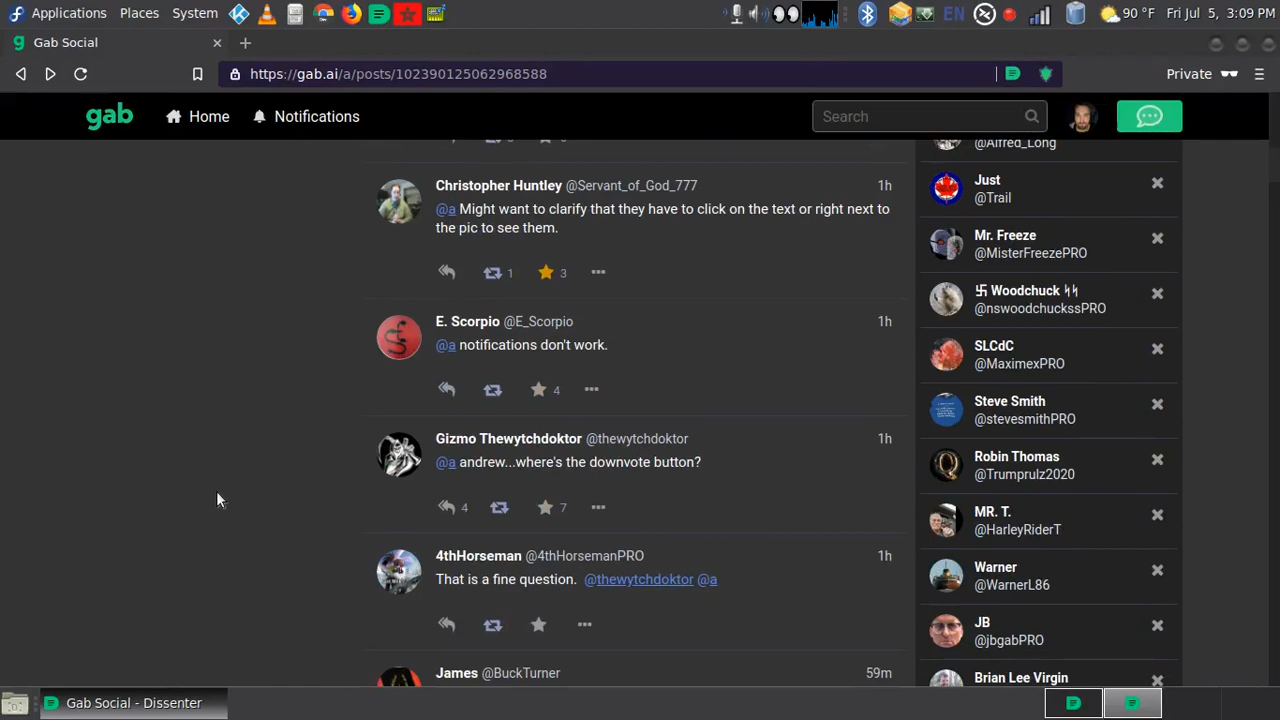 Applications Places System EN 90 °F Fri Jul 5, 3:09 PM
g Gab Social
https://gab.ai/a/posts/102390125062968588 Private
gab Home Notifications Search
@Alfred_Long
Christopher Huntley @Servant_of_God_777 1h
@a Might want to clarify that they have to click on the text or right next to
the pic to see them.
1 3
E. Scorpio @E_Scorpio 1h
@a notifications don't work.
4
Gizmo Thewytchdoktor @thewytchdoktor 1h
@a andrew...where's the downvote button?
4 7
4thHorseman @4thHorsemanPRO 1h
That is a fine question. @thewytchdoktor @a
James @BuckTurner 59m
Just
@Trail
Mr. Freeze
@MisterFreezePRO
卐 Woodchuck ᛋᛋ
@nswoodchuckssPRO
SLCdC
@MaximexPRO
Steve Smith
@stevesmithPRO
Robin Thomas
@Trumprulz2020
MR. T.
@HarleyRiderT
Warner
@WarnerL86
JB
@jbgabPRO
Brian Lee Virgin
Gab Social - Dissenter